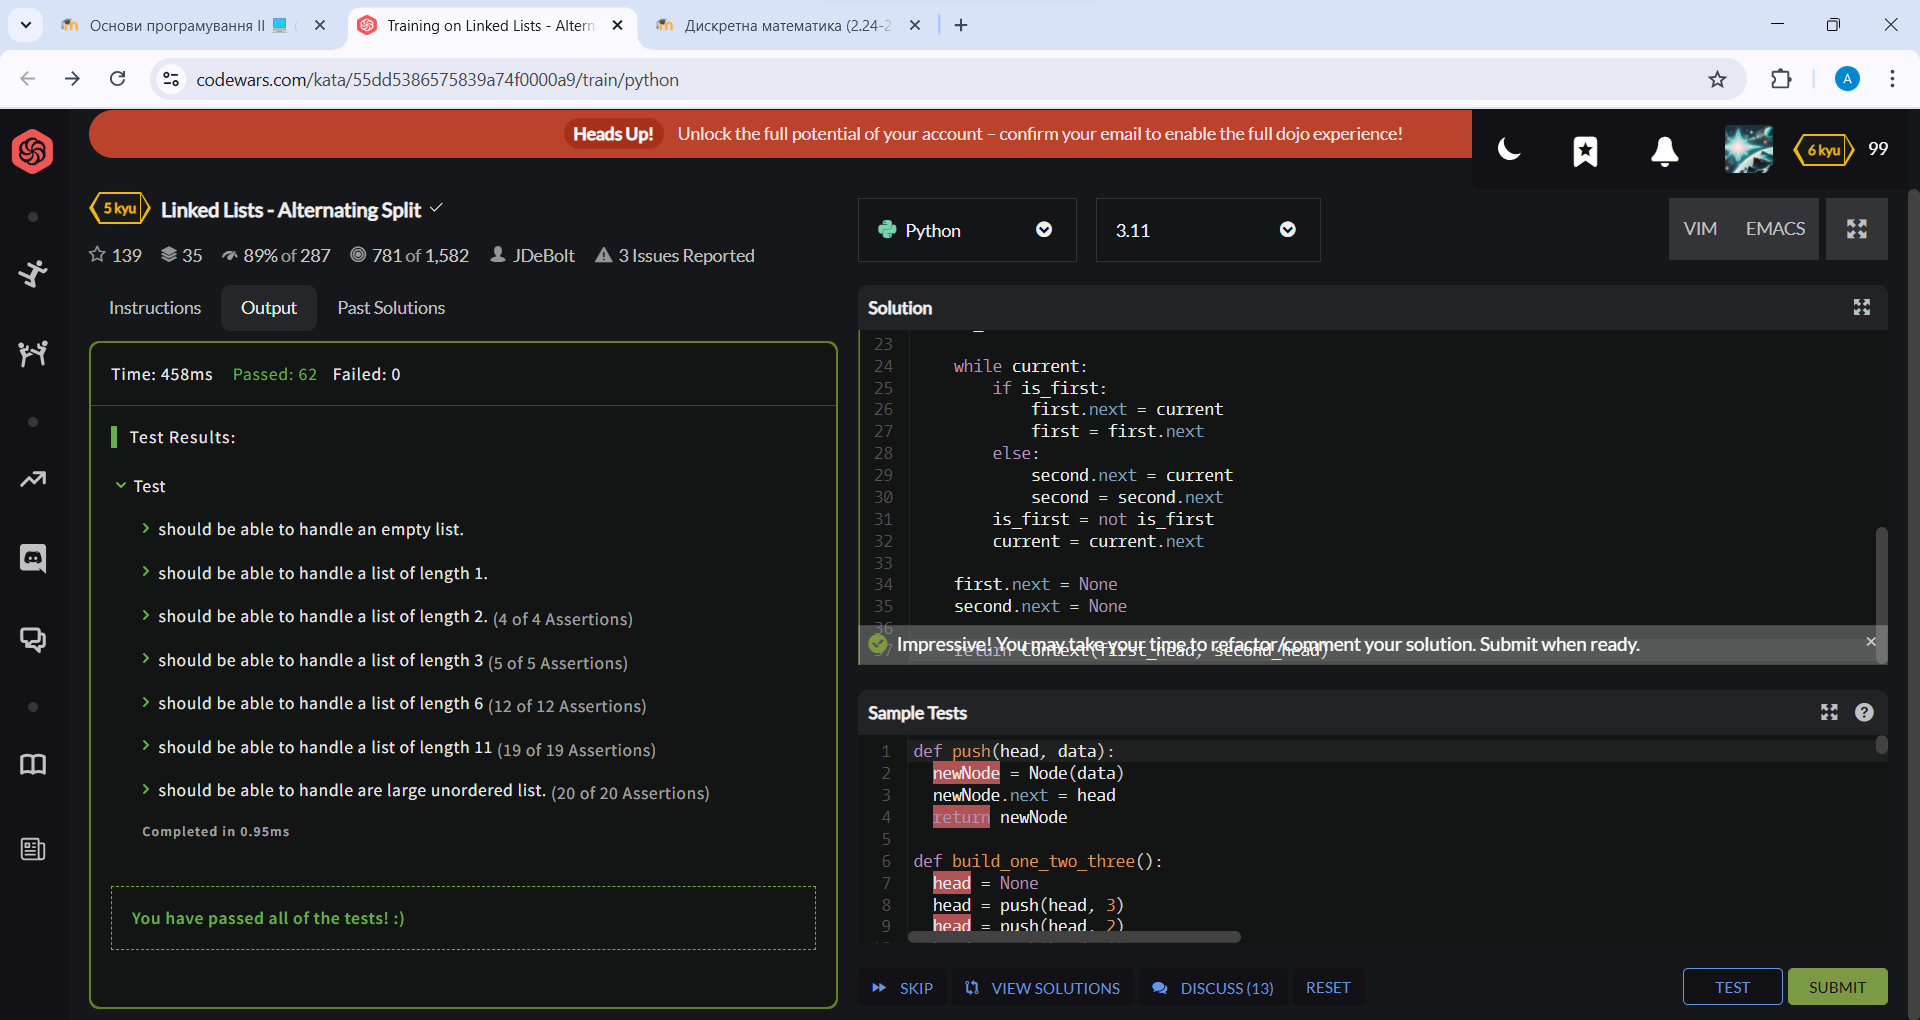 Основи програмування II
Training on Linked Lists - Altern
Дискретна математика (2.24-2
codewars.com/kata/55dd5386575839a74f0000a9/train/python
A
Heads Up! Unlock the full potential of your account – confirm your email to enable the full dojo experience!
6 kyu 99
5 kyu Linked Lists - Alternating Split
139 35 89% of 287 781 of 1,582 JDeBolt 3 Issues Reported
Python
3.11
VIM EMACS
Instructions Output Past Solutions
Time: 458ms Passed: 62 Failed: 0
Test Results:
Test
should be able to handle an empty list.
should be able to handle a list of length 1.
should be able to handle a list of length 2. (4 of 4 Assertions)
should be able to handle a list of length 3 (5 of 5 Assertions)
should be able to handle a list of length 6 (12 of 12 Assertions)
should be able to handle a list of length 11 (19 of 19 Assertions)
should be able to handle are large unordered list. (20 of 20 Assertions)
Completed in 0.95ms
You have passed all of the tests! :)
Solution
23
24 while current:
25 if is_first:
26 first.next = current
27 first = first.next
28 else:
29 second.next = current
30 second = second.next
31 is_first = not is_first
32 current = current.next
33
34 first.next = None
35 second.next = None
36
37 return Context(first_head, second_head)
Impressive! You may take your time to refactor/comment your solution. Submit when ready.
Sample Tests
1 def push(head, data):
2 newNode = Node(data)
3 newNode.next = head
4 return newNode
5
6 def build_one_two_three():
7 head = None
8 head = push(head, 3)
9 head = push(head, 2)
SKIP VIEW SOLUTIONS DISCUSS (13) RESET
TEST SUBMIT